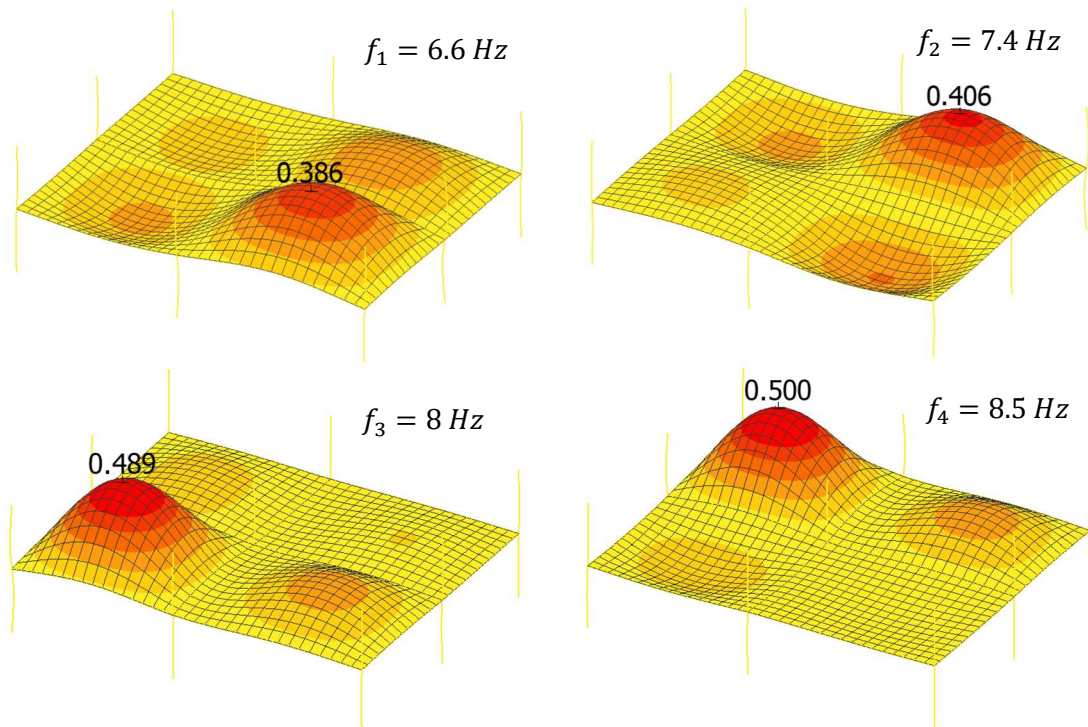 f₁ = 6.6 Hz
0.386
f₂ = 7.4 Hz
0.406
f₃ = 8 Hz
0.489
f₄ = 8.5 Hz
0.500